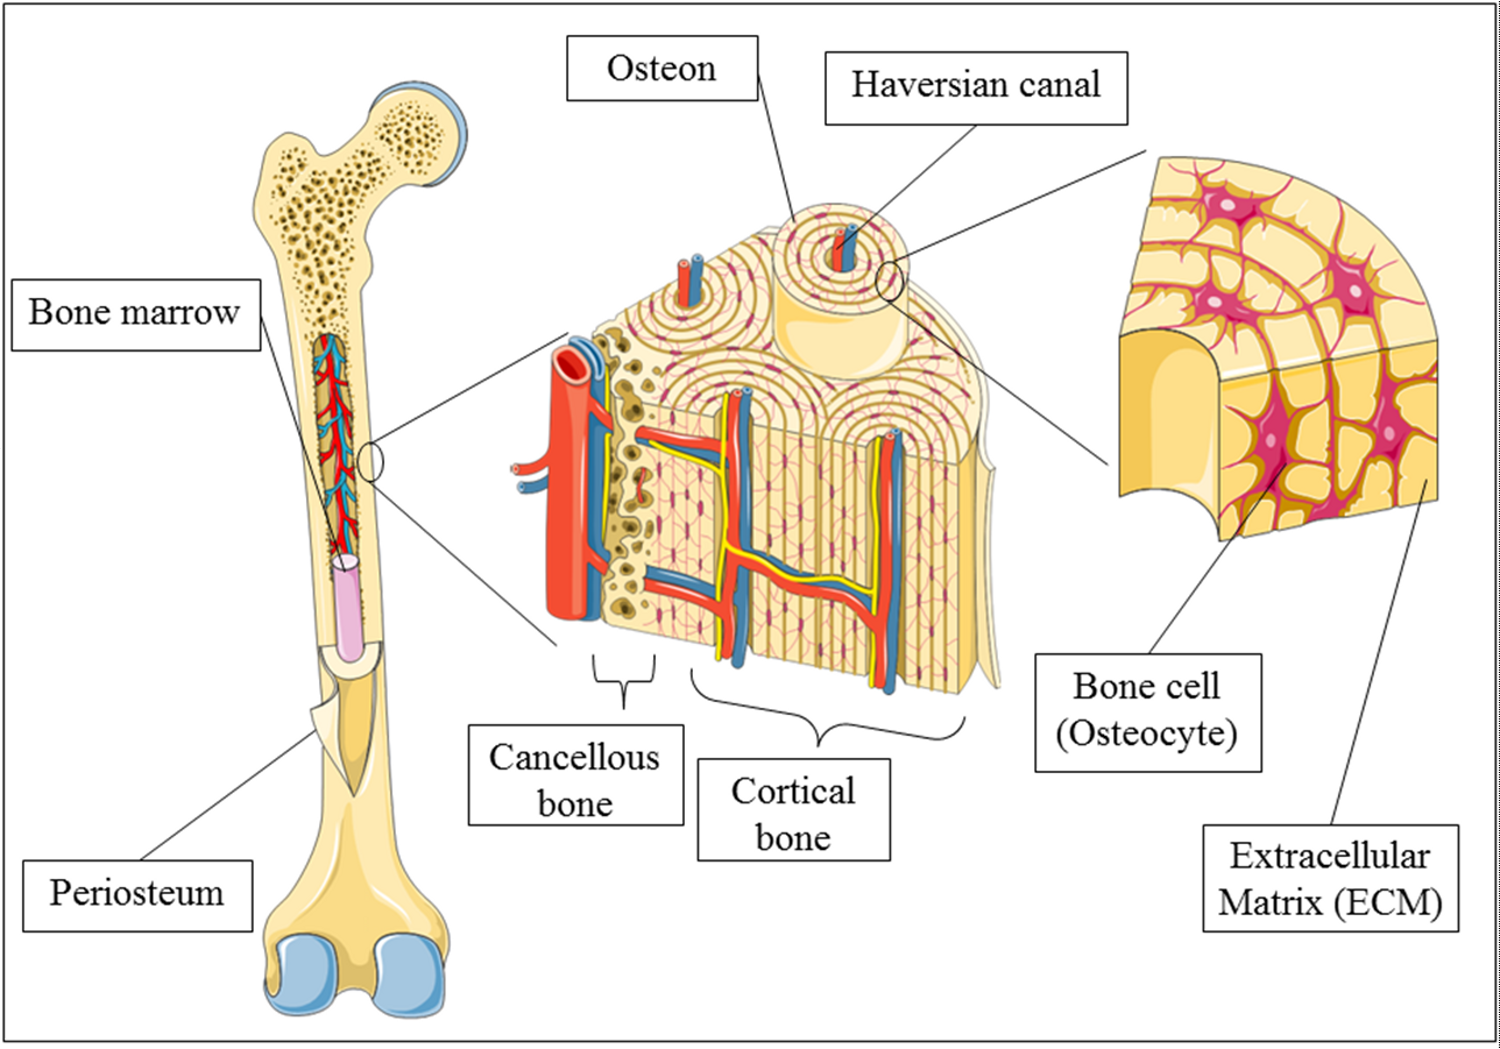 Osteon
Haversian canal
Bone marrow
Bone cell
(Osteocyte)
Cancellous
bone
Cortical
bone
Periosteum
Extracellular
Matrix (ECM)